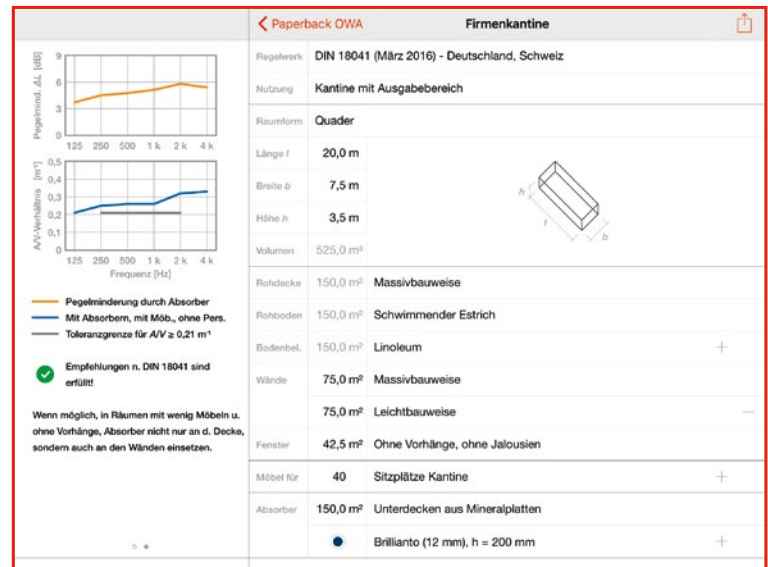 Paperback OWA
Firmenkantine
Pegelmind. ΔL [dB]
9
6
3
0
125 250 500 1 k 2 k 4 k
A/V-Verhältnis [m⁻¹]
0,5
0,4
0,3
0,2
0,1
0
125 250 500 1 k 2 k 4 k
Frequenz [Hz]
Pegelminderung durch Absorber
Mit Absorbern, mit Möb., ohne Pers.
Toleranzgrenze für A/V ≥ 0,21 m⁻¹
Empfehlungen n. DIN 18041 sind
erfüllt!
Wenn möglich, in Räumen mit wenig Möbeln u.
ohne Vorhänge, Absorber nicht nur an d. Decke,
sondern auch an den Wänden einsetzen.
Regelwerk DIN 18041 (März 2016) - Deutschland, Schweiz
Nutzung Kantine mit Ausgabebereich
Raumform Quader
Länge l 20,0 m
Breite b 7,5 m
Höhe h 3,5 m
Volumen 525,0 m³
h
l
b
Rohdecke 150,0 m² Massivbauweise
Rohboden 150,0 m² Schwimmender Estrich
Bodenbel. 150,0 m² Linoleum +
Wände 75,0 m² Massivbauweise
75,0 m² Leichtbauweise −
Fenster 42,5 m² Ohne Vorhänge, ohne Jalousien
Möbel für 40 Sitzplätze Kantine +
Absorber 150,0 m² Unterdecken aus Mineralplatten
Brillianto (12 mm), h = 200 mm +